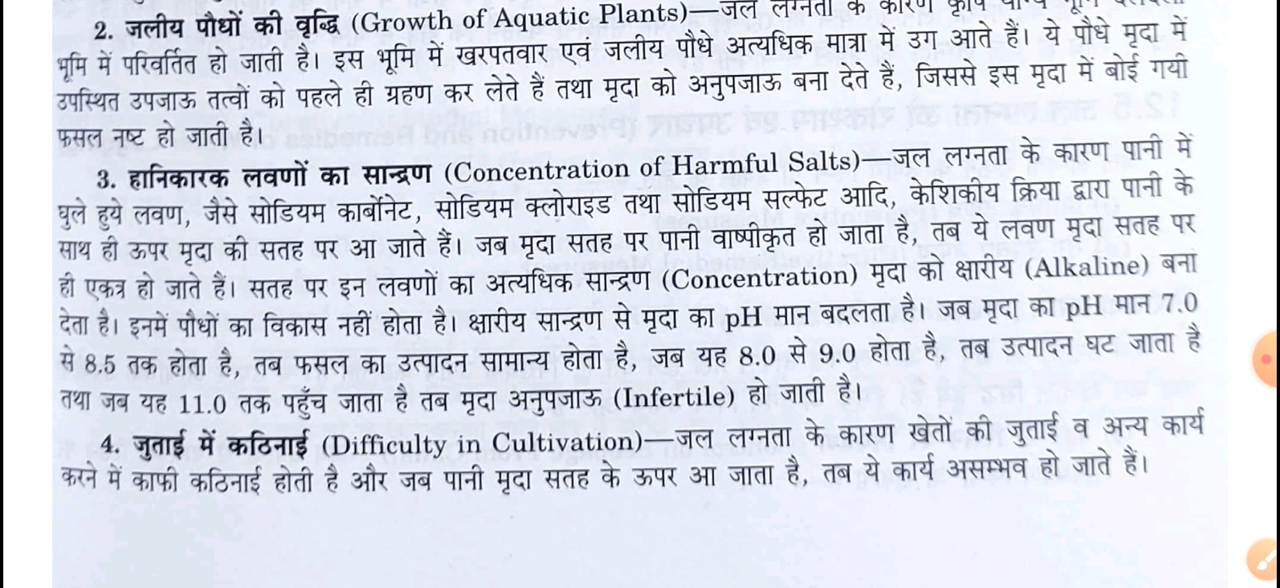 2. जलीय पौधों की वृद्धि (Growth of Aquatic Plants)—जल लग्नता के कारण कृषि योग्य भूमि
भूमि में परिवर्तित हो जाती है। इस भूमि में खरपतवार एवं जलीय पौधे अत्यधिक मात्रा में उग आते हैं। ये पौधे मृदा में
उपस्थित उपजाऊ तत्वों को पहले ही ग्रहण कर लेते हैं तथा मृदा को अनुपजाऊ बना देते हैं, जिससे इस मृदा में बोई गयी
फसल नष्ट हो जाती है।
3. हानिकारक लवणों का सान्द्रण (Concentration of Harmful Salts)—जल लग्नता के कारण पानी में
घुले हुये लवण, जैसे सोडियम कार्बोनेट, सोडियम क्लोराइड तथा सोडियम सल्फेट आदि, केशिकीय क्रिया द्वारा पानी के
साथ ही ऊपर मृदा की सतह पर आ जाते हैं। जब मृदा सतह पर पानी वाष्पीकृत हो जाता है, तब ये लवण मृदा सतह पर
ही एकत्र हो जाते हैं। सतह पर इन लवणों का अत्यधिक सान्द्रण (Concentration) मृदा को क्षारीय (Alkaline) बना
देता है। इनमें पौधों का विकास नहीं होता है। क्षारीय सान्द्रण से मृदा का pH मान बदलता है। जब मृदा का pH मान 7.0
से 8.5 तक होता है, तब फसल का उत्पादन सामान्य होता है, जब यह 8.0 से 9.0 होता है, तब उत्पादन घट जाता है
तथा जब यह 11.0 तक पहुँच जाता है तब मृदा अनुपजाऊ (Infertile) हो जाती है।
4. जुताई में कठिनाई (Difficulty in Cultivation)—जल लग्नता के कारण खेतों की जुताई व अन्य कार्य
करने में काफी कठिनाई होती है और जब पानी मृदा सतह के ऊपर आ जाता है, तब ये कार्य असम्भव हो जाते हैं।